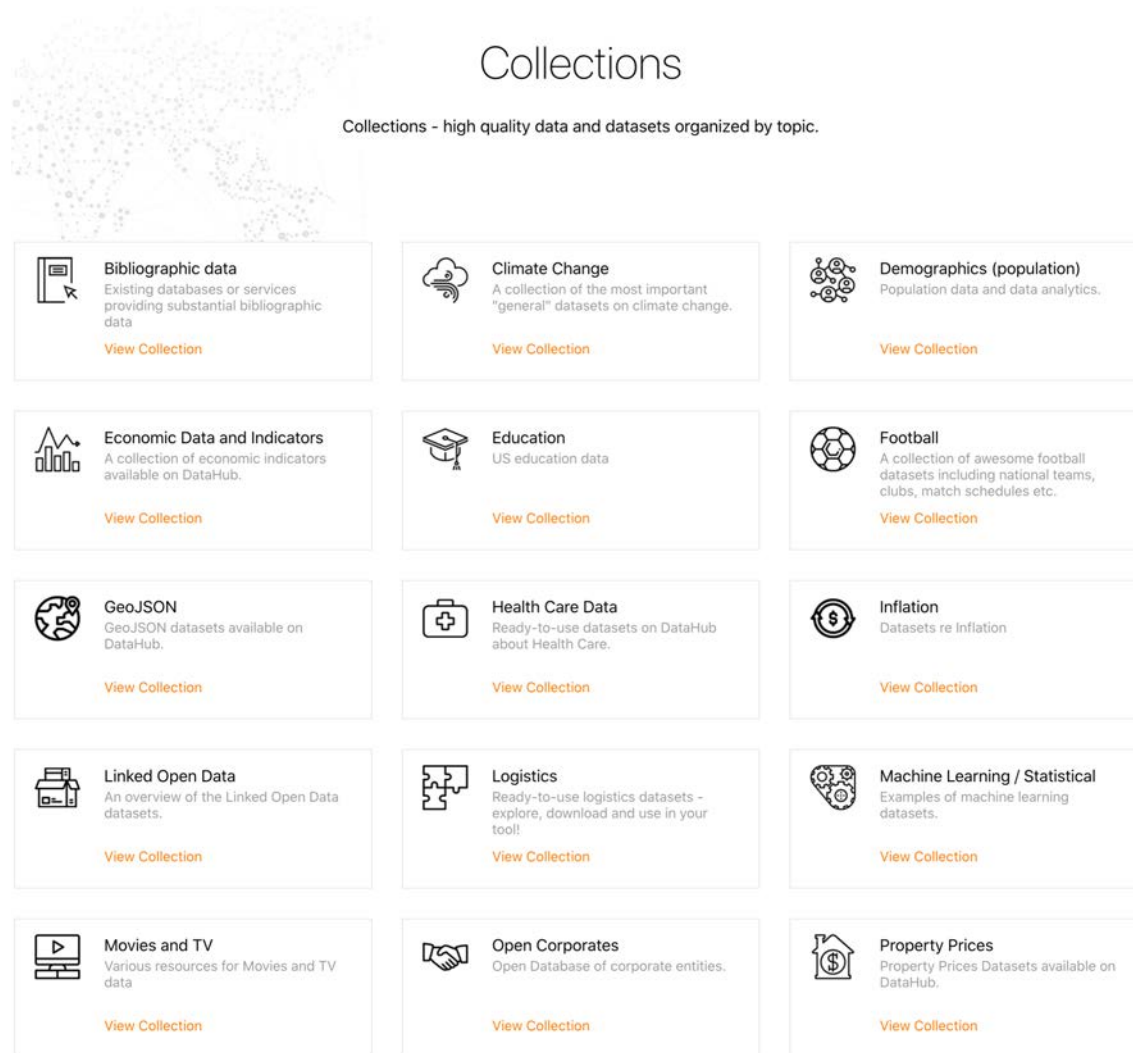 Collections
Collections - high quality data and datasets organized by topic.
Bibliographic data
Existing databases or services
providing substantial bibliographic
data
View Collection
Climate Change
A collection of the most important
"general" datasets on climate change.
View Collection
Demographics (population)
Population data and data analytics.
View Collection
Economic Data and Indicators
A collection of economic indicators
available on DataHub.
View Collection
Education
US education data
View Collection
Football
A collection of awesome football
datasets including national teams,
clubs, match schedules etc.
View Collection
GeoJSON
GeoJSON datasets available on
DataHub.
View Collection
Health Care Data
Ready-to-use datasets on DataHub
about Health Care.
View Collection
Inflation
Datasets re Inflation
View Collection
Linked Open Data
An overview of the Linked Open Data
datasets.
View Collection
Logistics
Ready-to-use logistics datasets -
explore, download and use in your
tool!
View Collection
Machine Learning / Statistical
Examples of machine learning
datasets.
View Collection
Movies and TV
Various resources for Movies and TV
data
View Collection
Open Corporates
Open Database of corporate entities.
View Collection
Property Prices
Property Prices Datasets available on
DataHub.
View Collection